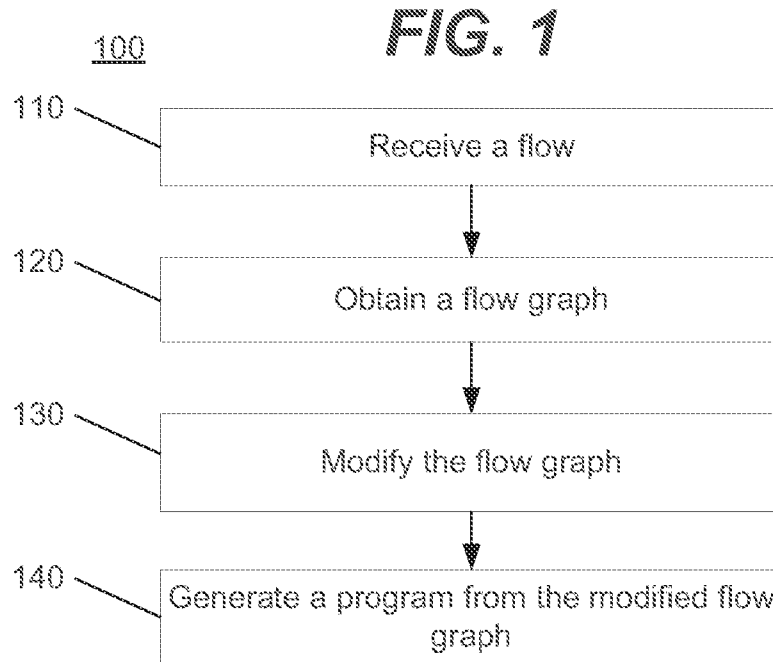 FIG. 1
100
110
Receive a flow
120
Obtain a flow graph
130
Modify the flow graph
140
Generate a program from the modified flow
graph